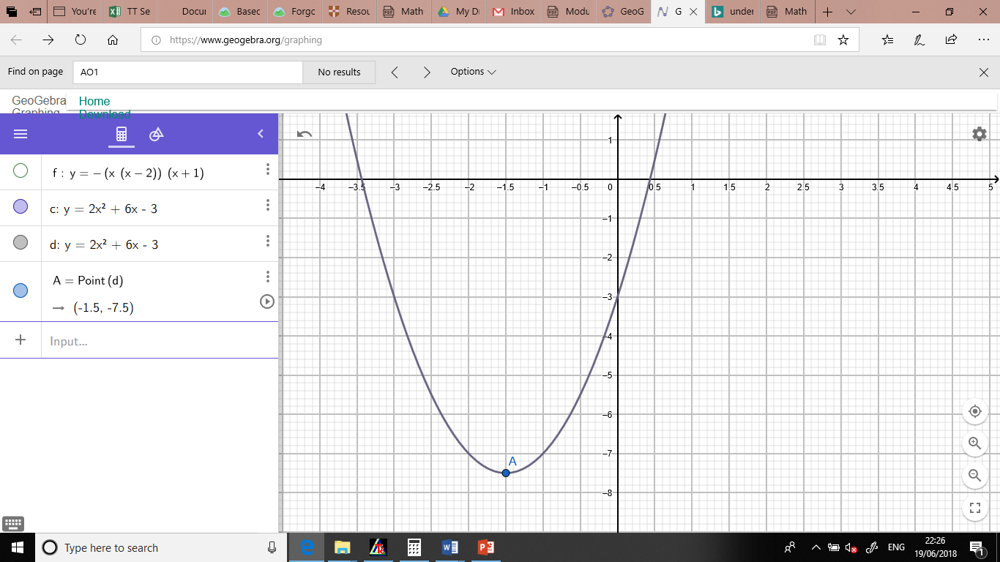 You're
TT Se
Docur
Basec
Forgc
Resou
Math
My Di
Inbox
Modu
GeoG
G
under
Math
https://www.geogebra.org/graphing
Find on page
AO1
No results
Options
GeoGebra
Graphing
Home
Download
f : y = – (x (x – 2)) (x + 1)
c: y = 2x² + 6x - 3
d: y = 2x² + 6x - 3
A = Point (d)
→ (-1.5, -7.5)
+ Input...
1
–4 –3.5 –3 –2.5 –2 –1.5 –1 –0.5 0 0.5 1 1.5 2 2.5 3 3.5 4 4.5 5
–1
–2
–3
–4
–5
–6
–7
A
–8
Type here to search
ENG
22:26
19/06/2018
1